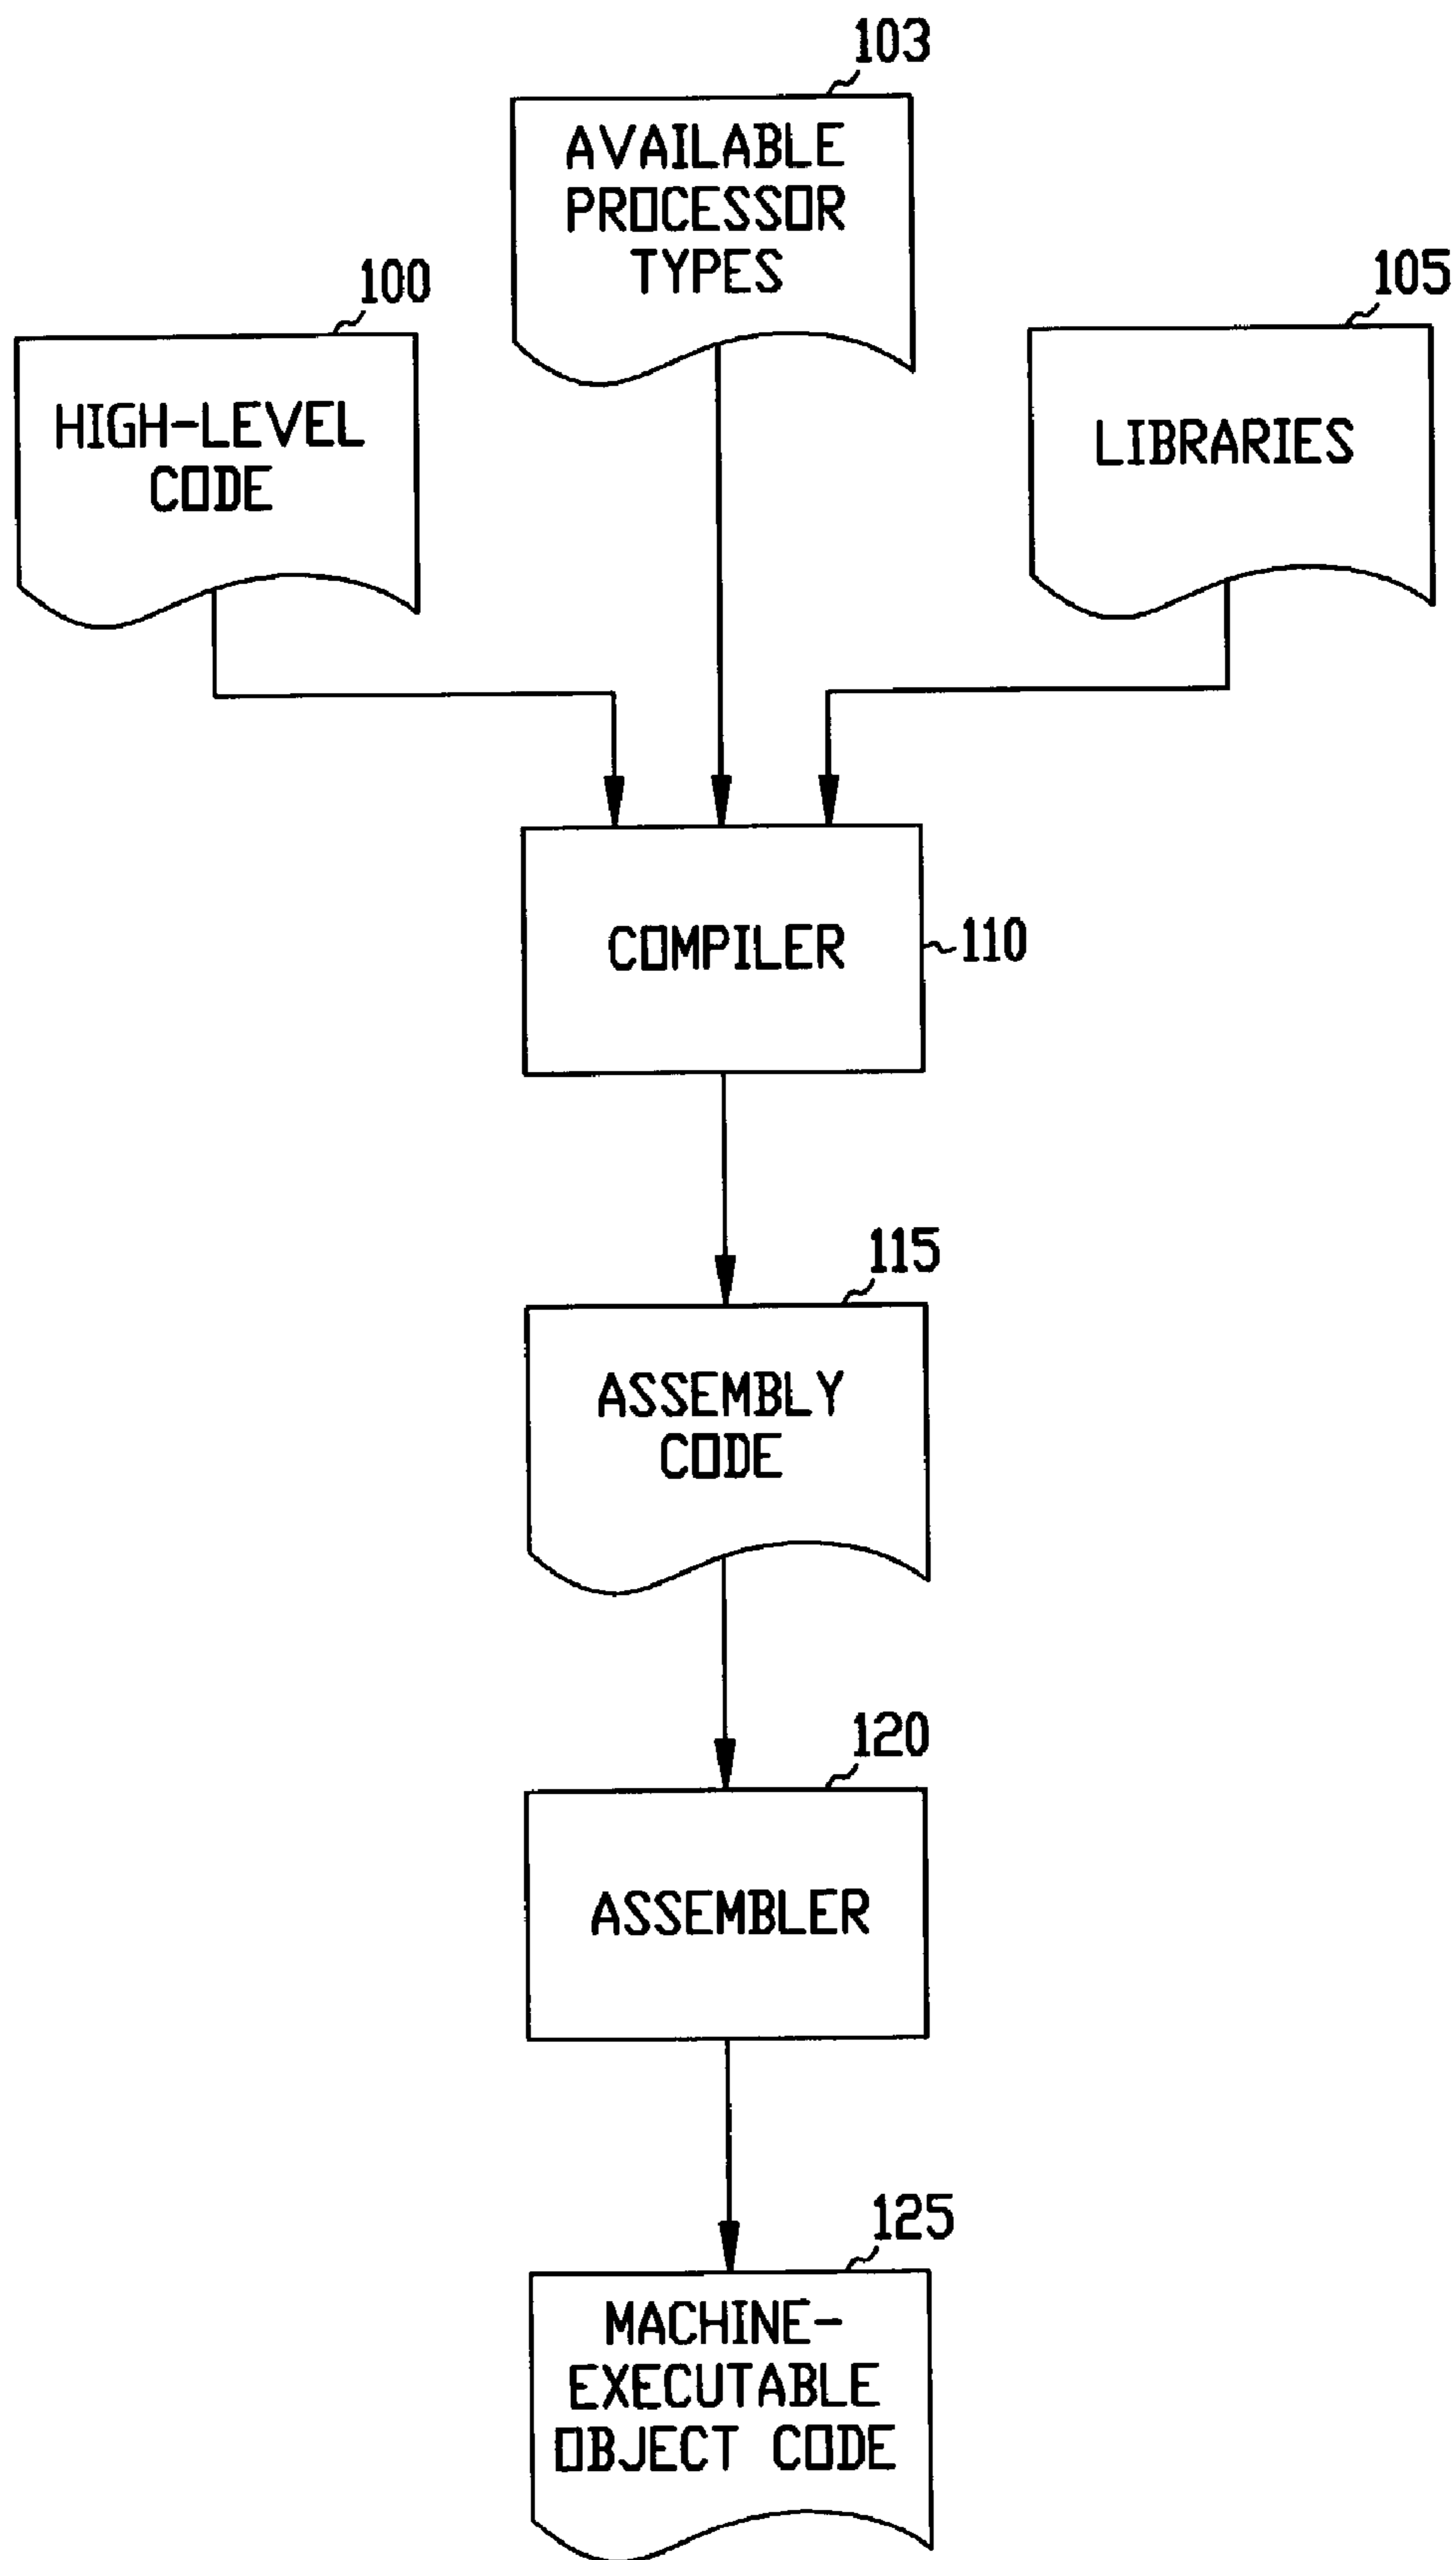 103
AVAILABLE
PROCESSOR
TYPES
100
HIGH-LEVEL
CODE
105
LIBRARIES
COMPILER
110
115
ASSEMBLY
CODE
120
ASSEMBLER
125
MACHINE-
EXECUTABLE
OBJECT CODE